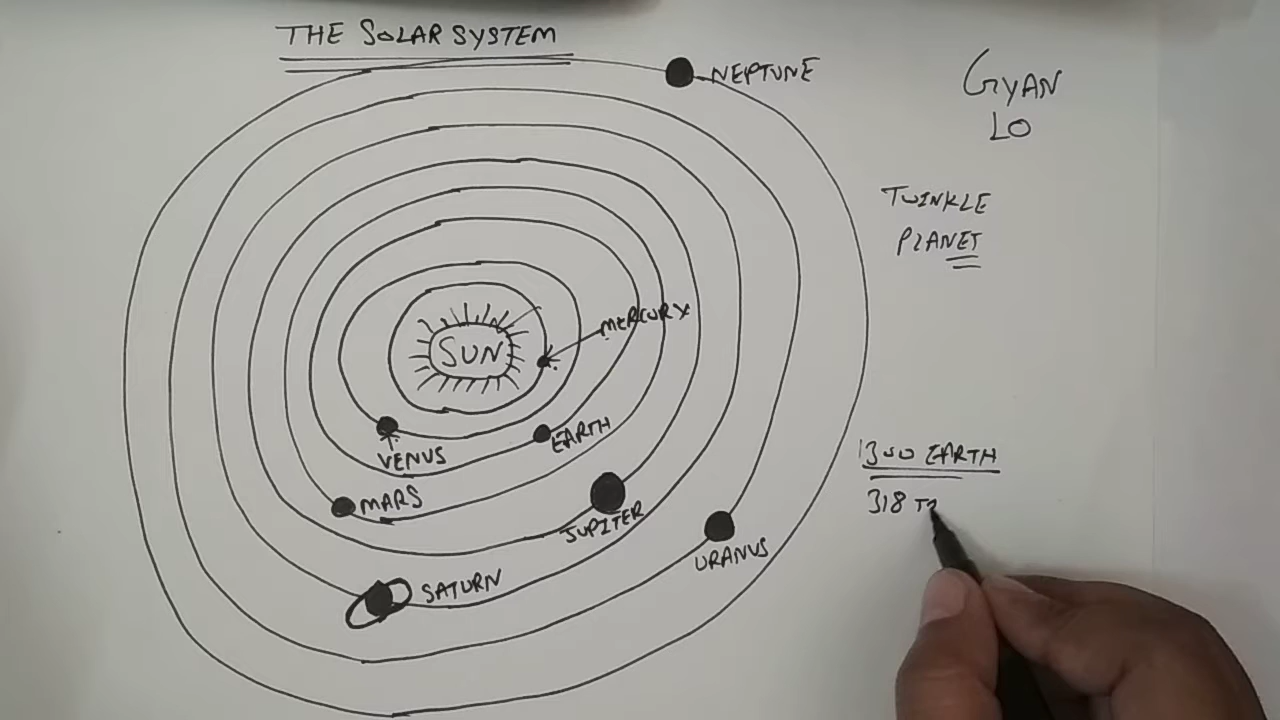 THE SOLAR SYSTEM
NEPTUNE
GYAN
LO
TWINKLE
PLANET
MERCURY
SUN
EARTH
VENUS
1300 EARTH
MARS
318
JUPITER
URANUS
SATURN